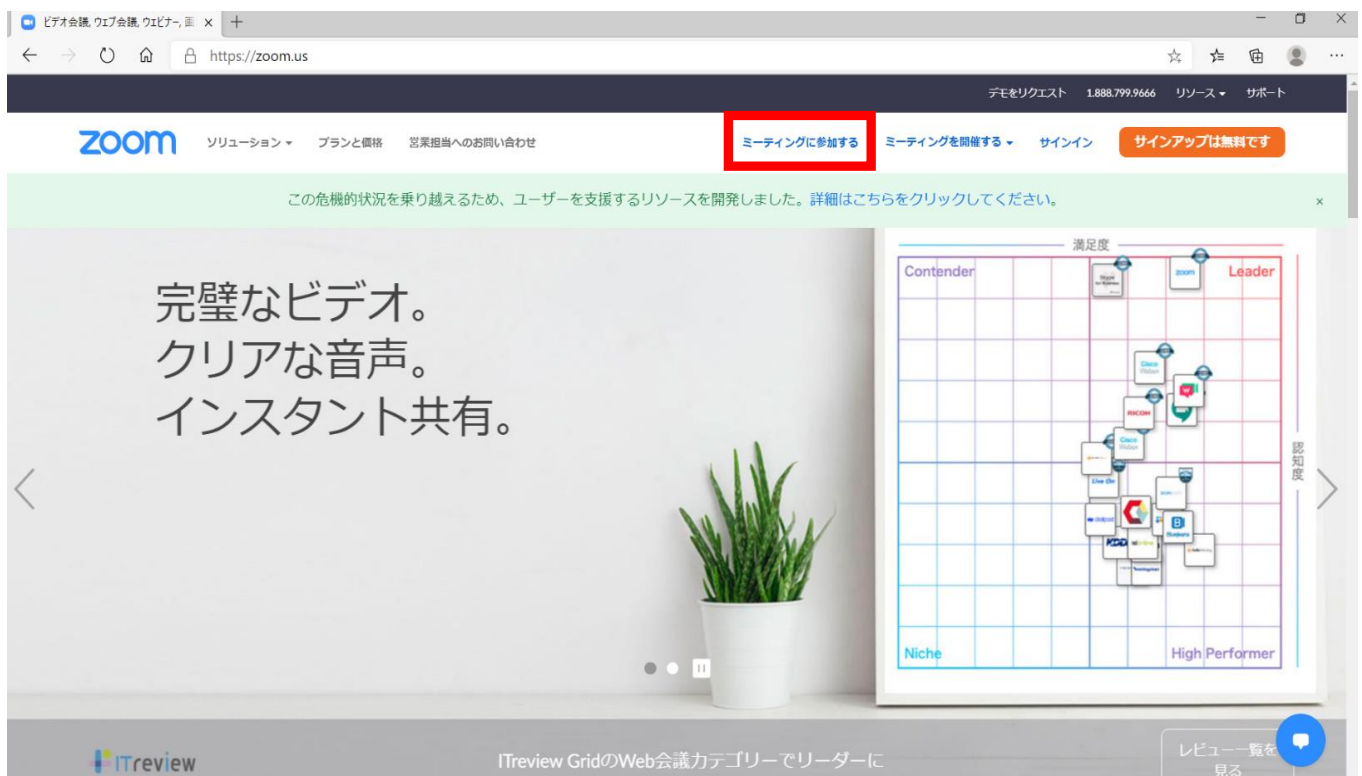 ビデオ会議, ウェブ会議, ウェビナー, 画
https://zoom.us
デモをリクエスト 1.888.799.9666 リソース サポート
zoom ソリューション プランと価格 営業担当へのお問い合わせ ミーティングに参加する ミーティングを開催する サインイン サインアップは無料です
この危機的状況を乗り越えるため、ユーザーを支援するリソースを開発しました。詳細はこちらをクリックしてください。
完璧なビデオ。
クリアな音声。
インスタント共有。
満足度
Contender
zoom
Leader
Cisco
RICOH
Cisco
認知度
Live On
B
Niche
High Performer
ITreview
ITreview GridのWeb会議カテゴリーでリーダーに
レビュー一覧を
見る